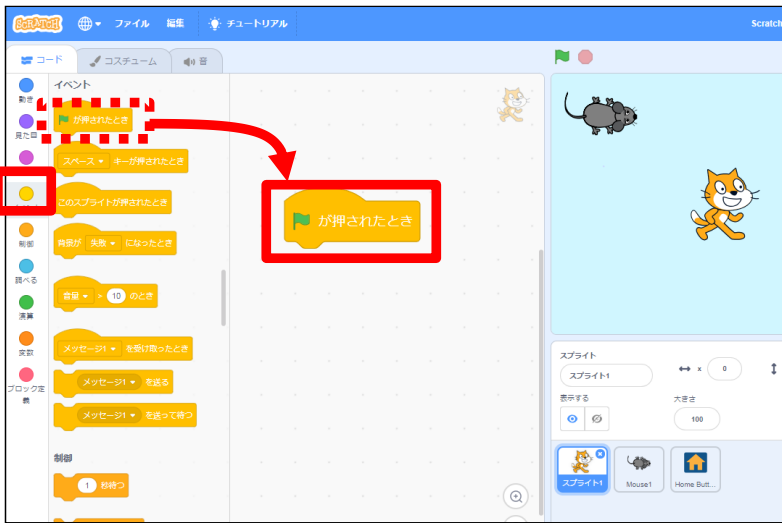 SCRATCH ファイル 編集 チュートリアル Scratch
コード コスチューム 音
動き
見た目
制御
調べる
演算
変数
ブロック定義
イベント
が押されたとき
スペース キーが押されたとき
このスプライトが押されたとき
背景が 失敗 になったとき
音量 > 10 のとき
メッセージ1 を受け取ったとき
メッセージ1 を送る
メッセージ1 を送って待つ
制御
1 秒待つ
が押されたとき
スプライト
スプライト1
x 0
表示する
大きさ
100
スプライト1
Mouse1
Home Butt...